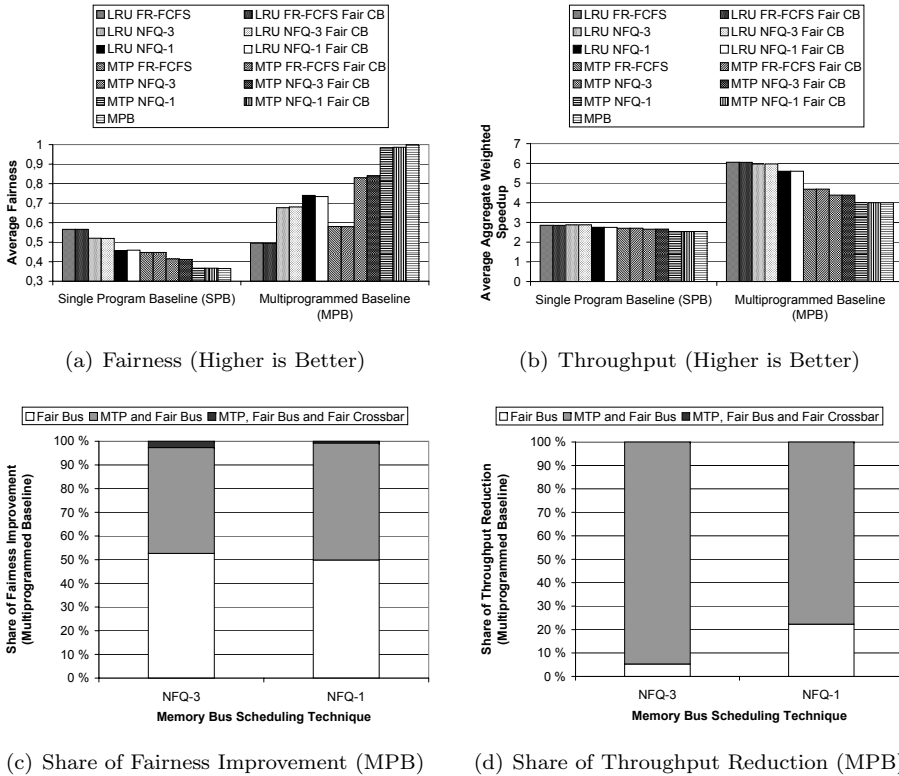 LRU FR-FCFS LRU FR-FCFS Fair CB
LRU NFQ-3 LRU NFQ-3 Fair CB
LRU NFQ-1 LRU NFQ-1 Fair CB
MTP FR-FCFS MTP FR-FCFS Fair CB
MTP NFQ-3 MTP NFQ-3 Fair CB
MTP NFQ-1 MTP NFQ-1 Fair CB
MPB
Average Fairness
1
0,9
0,8
0,7
0,6
0,5
0,4
0,3
Single Program Baseline (SPB) Multiprogrammed Baseline
(MPB)
(a) Fairness (Higher is Better)
LRU FR-FCFS LRU FR-FCFS Fair CB
LRU NFQ-3 LRU NFQ-3 Fair CB
LRU NFQ-1 LRU NFQ-1 Fair CB
MTP FR-FCFS MTP FR-FCFS Fair CB
MTP NFQ-3 MTP NFQ-3 Fair CB
MTP NFQ-1 MTP NFQ-1 Fair CB
MPB
Average Aggregate Weighted
Speedup
7
6
5
4
3
2
1
0
Single Program Baseline (SPB) Multiprogrammed Baseline
(MPB)
(b) Throughput (Higher is Better)
Fair Bus MTP and Fair Bus MTP, Fair Bus and Fair Crossbar
Share of Fairness Improvement
(Multiprogrammed Baseline)
100 %
90 %
80 %
70 %
60 %
50 %
40 %
30 %
20 %
10 %
0 %
NFQ-3 NFQ-1
Memory Bus Scheduling Technique
(c) Share of Fairness Improvement (MPB)
Fair Bus MTP and Fair Bus MTP, Fair Bus and Fair Crossbar
Share of Throughput Reduction
(Multiprogrammed Baseline)
100 %
90 %
80 %
70 %
60 %
50 %
40 %
30 %
20 %
10 %
0 %
NFQ-3 NFQ-1
Memory Bus Scheduling Technique
(d) Share of Throughput Reduction (MPB)